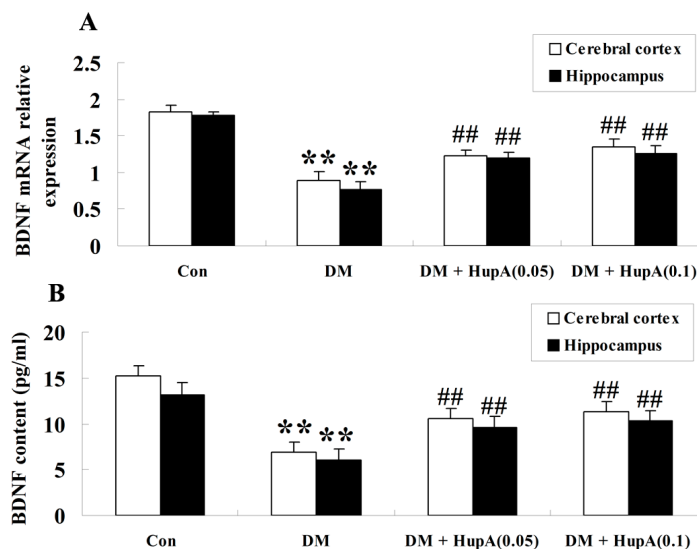 A
Cerebral cortex
Hippocampus
BDNF mRNA relative
expression
2.5
2
1.5
1
0.5
0
** **
## ##
## ##
Con DM DM + HupA(0.05) DM + HupA(0.1)
B
Cerebral cortex
Hippocampus
BDNF content (pg/ml)
20
15
10
5
0
** **
## ##
## ##
Con DM DM + HupA(0.05) DM + HupA(0.1)